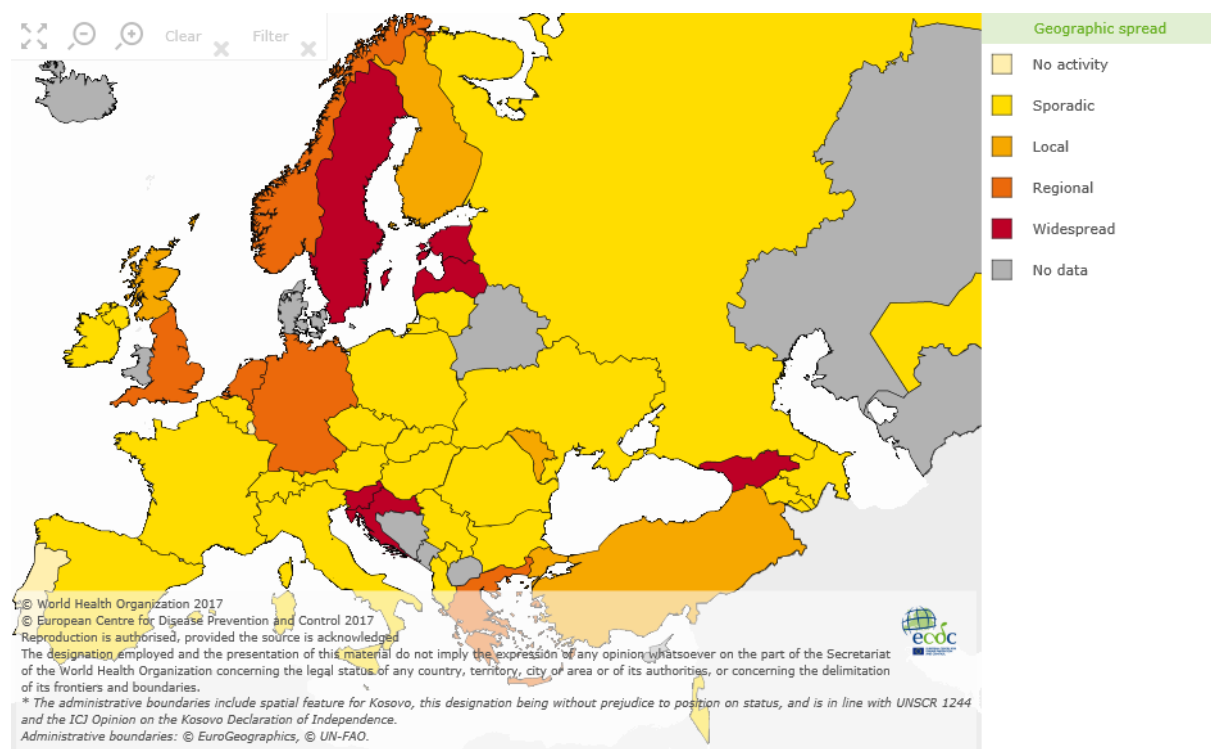 Clear
Filter
Geographic spread
No activity
Sporadic
Local
Regional
Widespread
No data
© World Health Organization 2017
© European Centre for Disease Prevention and Control 2017
Reproduction is authorised, provided the source is acknowledged
The designation employed and the presentation of this material do not imply the expression of any opinion whatsoever on the part of the Secretariat
of the World Health Organization concerning the legal status of any country, territory, city or area or of its authorities, or concerning the delimitation
of its frontiers and boundaries.
* The administrative boundaries include spatial feature for Kosovo, this designation being without prejudice to position on status, and is in line with UNSCR 1244
and the ICJ Opinion on the Kosovo Declaration of Independence.
Administrative boundaries: © EuroGeographics, © UN-FAO.
ecdc